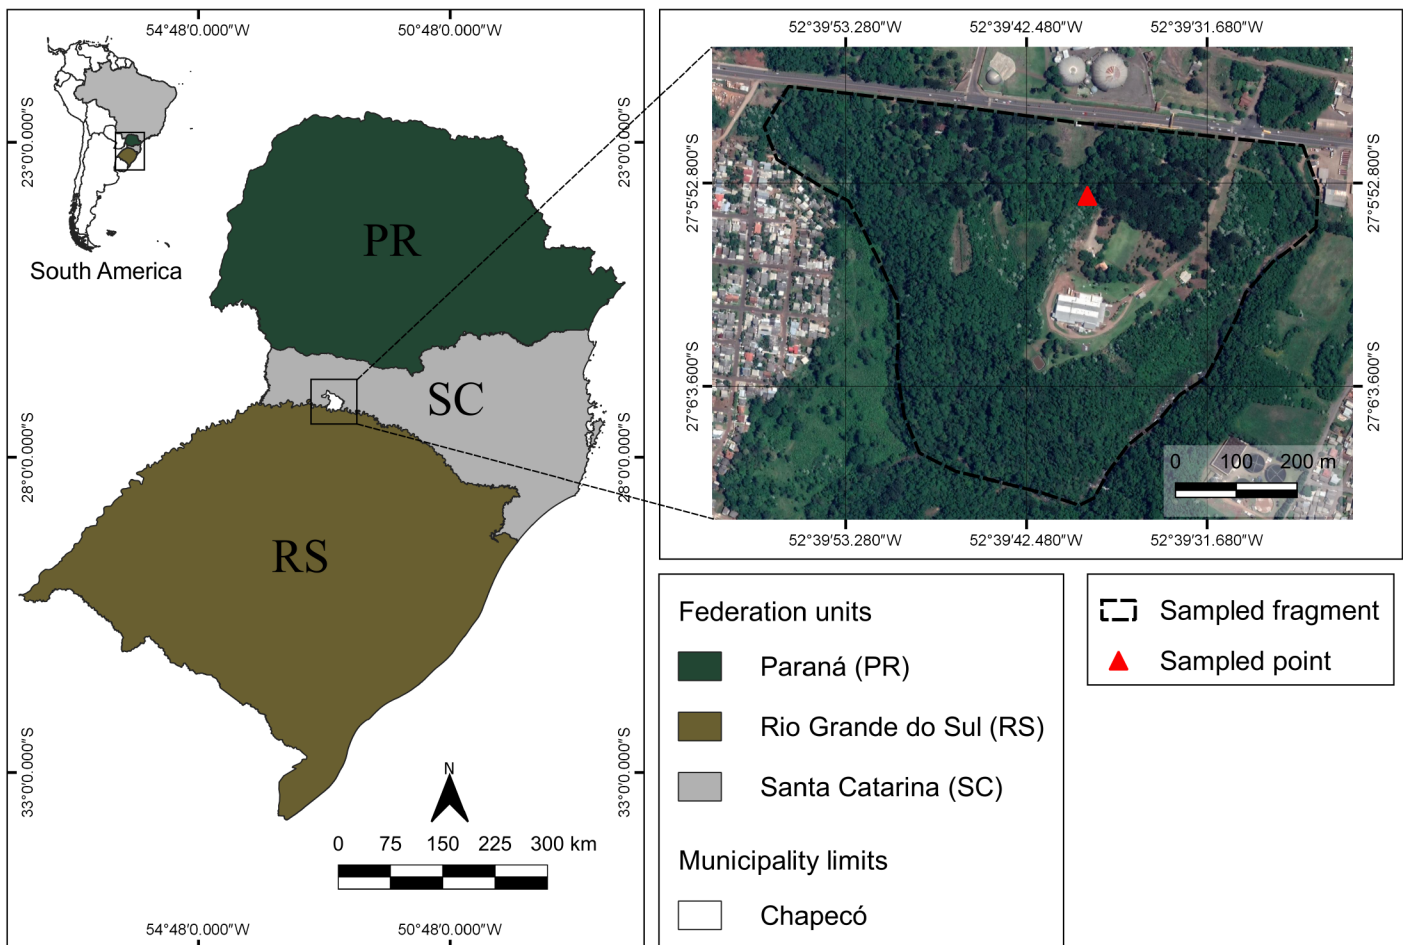 54°48'0.000"W
50°48'0.000"W
23°0'0.000"S
23°0'0.000"S
South America
PR
SC
28°0'0.000"S
28°0'0.000"S
RS
33°0'0.000"S
33°0'0.000"S
N
0 75 150 225 300 km
54°48'0.000"W
50°48'0.000"W
52°39'53.280"W
52°39'42.480"W
52°39'31.680"W
27°5'52.800"S
27°5'52.800"S
27°6'3.600"S
27°6'3.600"S
0 100 200 m
52°39'53.280"W
52°39'42.480"W
52°39'31.680"W
Federation units
Paraná (PR)
Rio Grande do Sul (RS)
Santa Catarina (SC)
Municipality limits
Chapecó
Sampled fragment
Sampled point